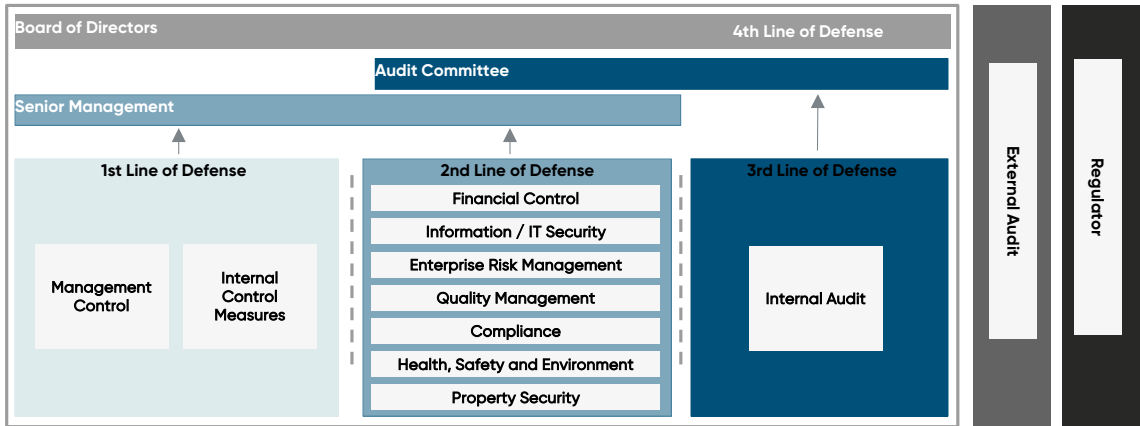 Board of Directors
4th Line of Defense
Audit Committee
Senior Management
1st Line of Defense
Management
Control
Internal
Control
Measures
2nd Line of Defense
Financial Control
Information / IT Security
Enterprise Risk Management
Quality Management
Compliance
Health, Safety and Environment
Property Security
3rd Line of Defense
Internal Audit
External Audit
Regulator